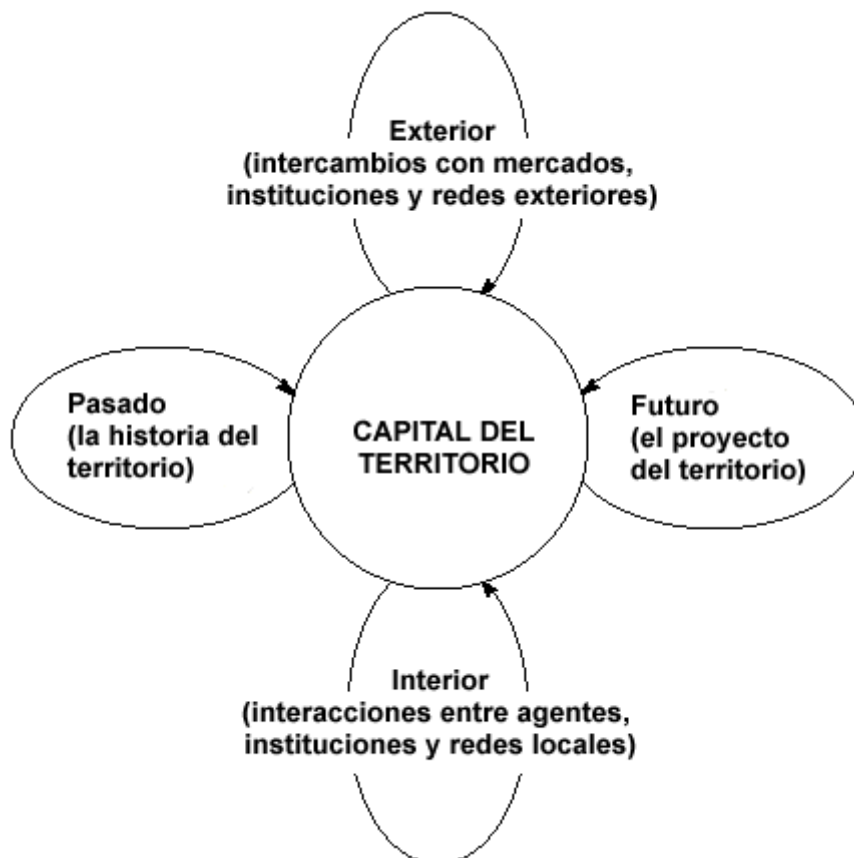 Exterior
(intercambios con mercados,
instituciones y redes exteriores)
Pasado
(la historia del
territorio)
CAPITAL DEL
TERRITORIO
Futuro
(el proyecto
del territorio)
Interior
(interacciones entre agentes,
instituciones y redes locales)